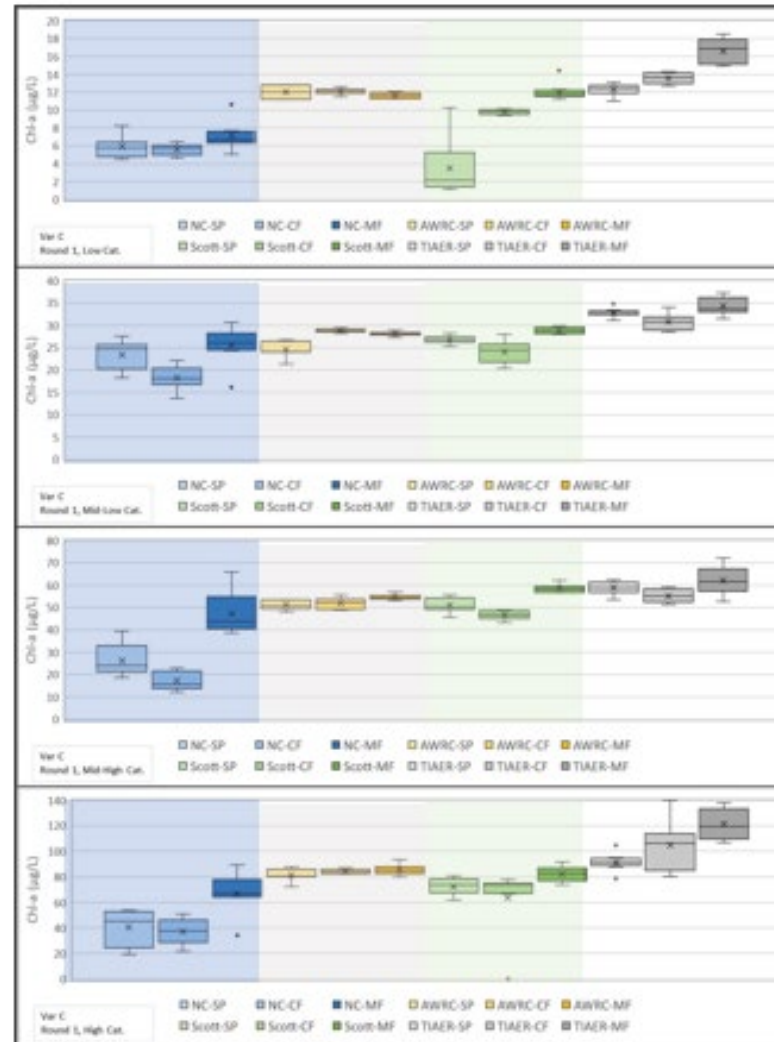 20
18
16
14
12
10
8
6
4
2
0
Chl-a (µg/L)
NC-SP NC-CF NC-MF AWRC-SP AWRC-CF AWRC-MF
Scott-SP Scott-CF Scott-MF TIAER-SP TIAER-CF TIAER-MF
Var C
Round 1, Low Cat.
40
35
30
25
20
15
10
5
0
Chl-a (µg/L)
NC-SP NC-CF NC-MF AWRC-SP AWRC-CF AWRC-MF
Scott-SP Scott-CF Scott-MF TIAER-SP TIAER-CF TIAER-MF
Var C
Round 1, Mid-Low Cat.
80
70
60
50
40
30
20
10
0
Chl-a (µg/L)
NC-SP NC-CF NC-MF AWRC-SP AWRC-CF AWRC-MF
Scott-SP Scott-CF Scott-MF TIAER-SP TIAER-CF TIAER-MF
Var C
Round 1, Mid-High Cat.
140
120
100
80
60
40
20
0
Chl-a (µg/L)
NC-SP NC-CF NC-MF AWRC-SP AWRC-CF AWRC-MF
Scott-SP Scott-CF Scott-MF TIAER-SP TIAER-CF TIAER-MF
Var C
Round 1, High Cat.